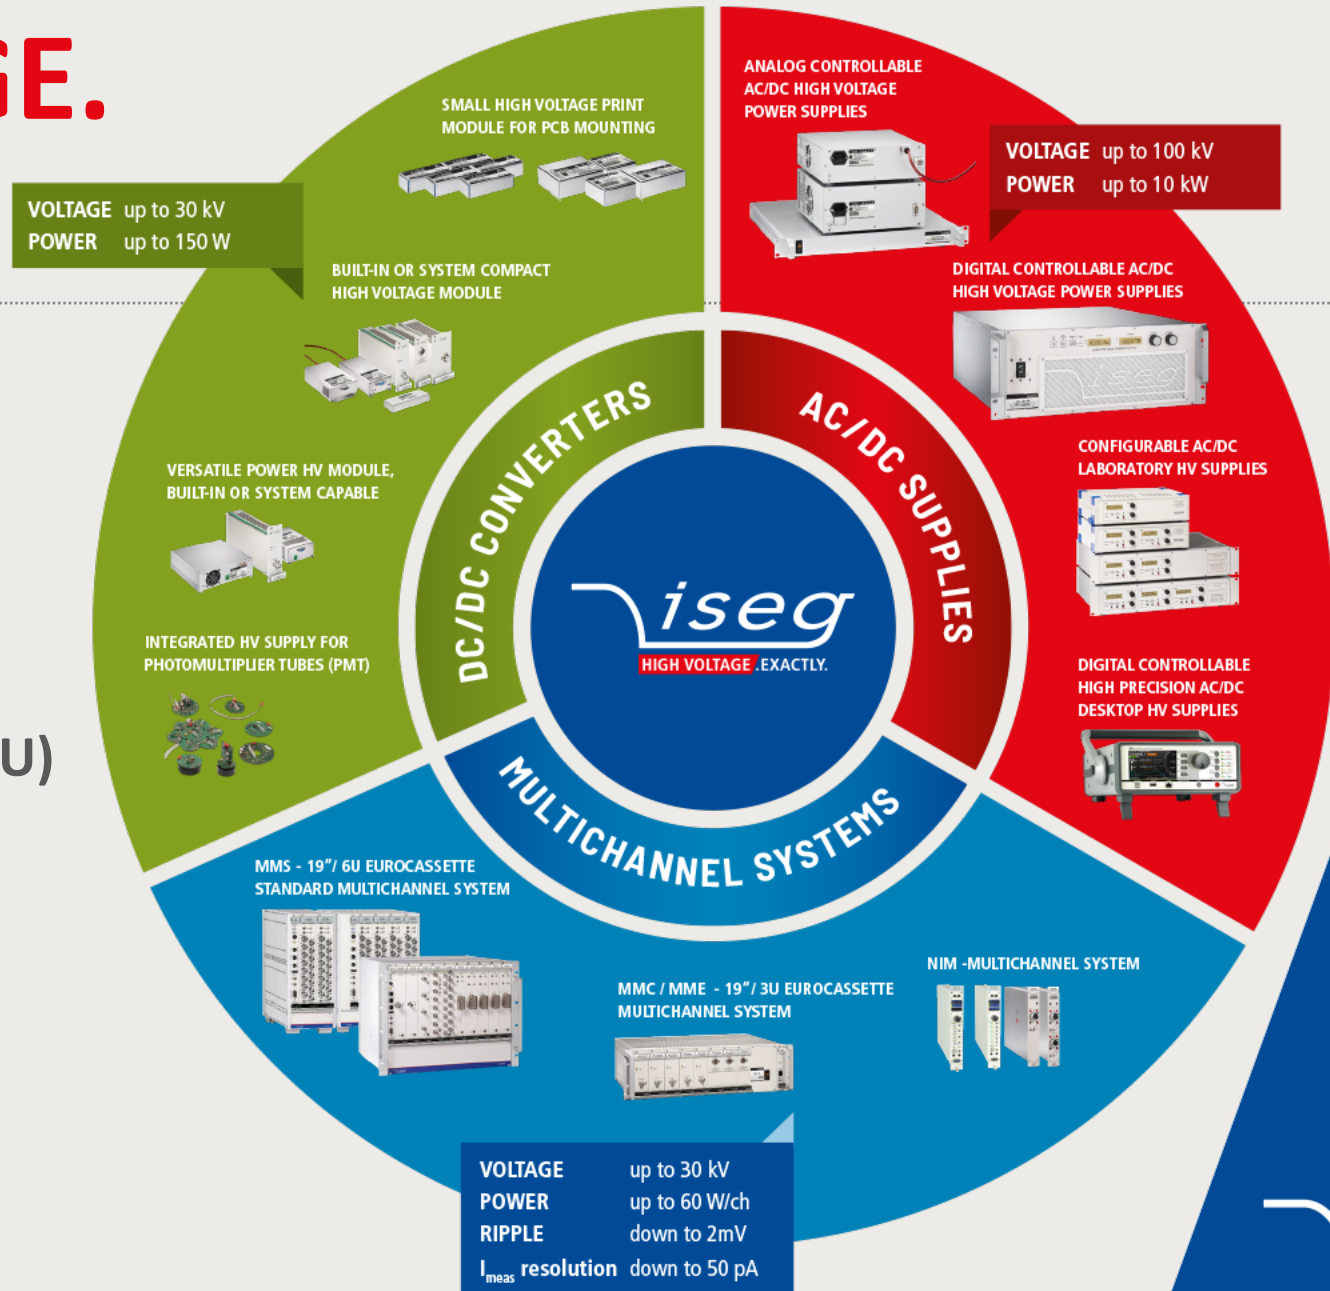 GE.
SMALL HIGH VOLTAGE PRINT
MODULE FOR PCB MOUNTING
ANALOG CONTROLLABLE
AC/DC HIGH VOLTAGE
POWER SUPPLIES
VOLTAGE up to 100 kV
POWER up to 10 kW
VOLTAGE up to 30 kV
POWER up to 150 W
BUILT-IN OR SYSTEM COMPACT
HIGH VOLTAGE MODULE
DIGITAL CONTROLLABLE AC/DC
HIGH VOLTAGE POWER SUPPLIES
iseg
DC/DC CONVERTERS
AC/DC SUPPLIES
CONFIGURABLE AC/DC
LABORATORY HV SUPPLIES
VERSATILE POWER HV MODULE,
BUILT-IN OR SYSTEM CAPABLE
iseg
HIGH VOLTAGE.EXACTLY.
INTEGRATED HV SUPPLY FOR
PHOTOMULTIPLIER TUBES (PMT)
DIGITAL CONTROLLABLE
HIGH PRECISION AC/DC
DESKTOP HV SUPPLIES
U)
MULTICHANNEL SYSTEMS
MMS - 19"/ 6U EUROCASSETTE
STANDARD MULTICHANNEL SYSTEM
MMC / MME - 19"/ 3U EUROCASSETTE
MULTICHANNEL SYSTEM
NIM -MULTICHANNEL SYSTEM
VOLTAGE up to 30 kV
POWER up to 60 W/ch
RIPPLE down to 2mV
Imeas resolution down to 50 pA